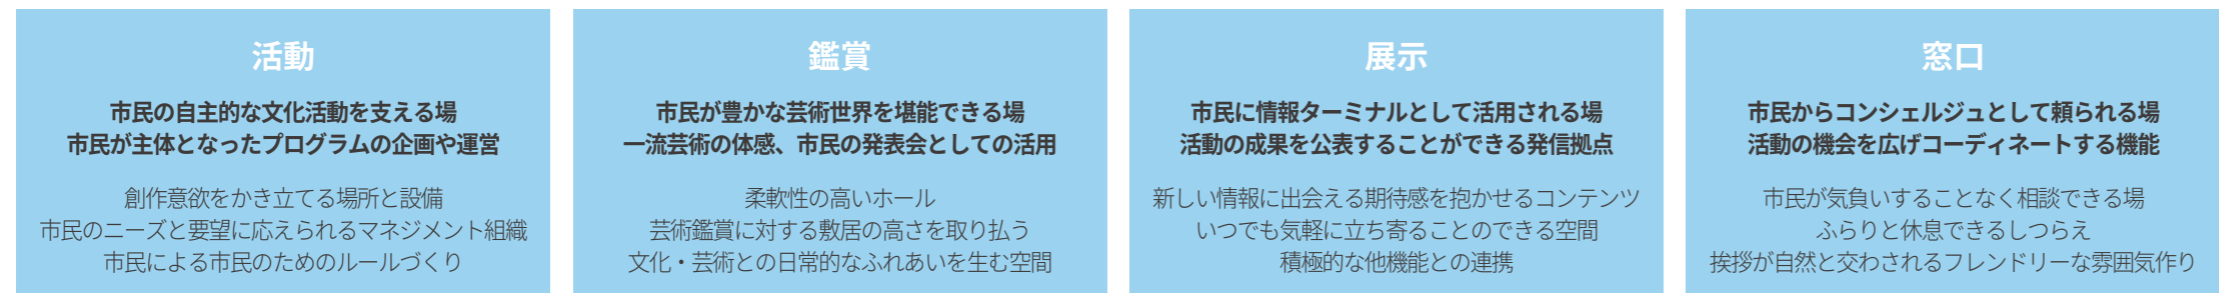 活動
市民の自主的な文化活動を支える場
市民が主体となったプログラムの企画や運営
創作意欲をかき立てる場所と設備
市民のニーズと要望に応えられるマネジメント組織
市民による市民のためのルールづくり
鑑賞
市民が豊かな芸術世界を堪能できる場
一流芸術の体感、市民の発表会としての活用
柔軟性の高いホール
芸術鑑賞に対する敷居の高さを取り払う
文化・芸術との日常的なふれあいを生む空間
展示
市民に情報ターミナルとして活用される場
活動の成果を公表することができる発信拠点
新しい情報に出会える期待感を抱かせるコンテンツ
いつでも気軽に立ち寄ることのできる空間
積極的な他機能との連携
窓口
市民からコンシェルジュとして頼られる場
活動の機会を広げコーディネートする機能
市民が気負いすることなく相談できる場
ふらりと休息できるしつらえ
挨拶が自然と交わされるフレンドリーな雰囲気作り